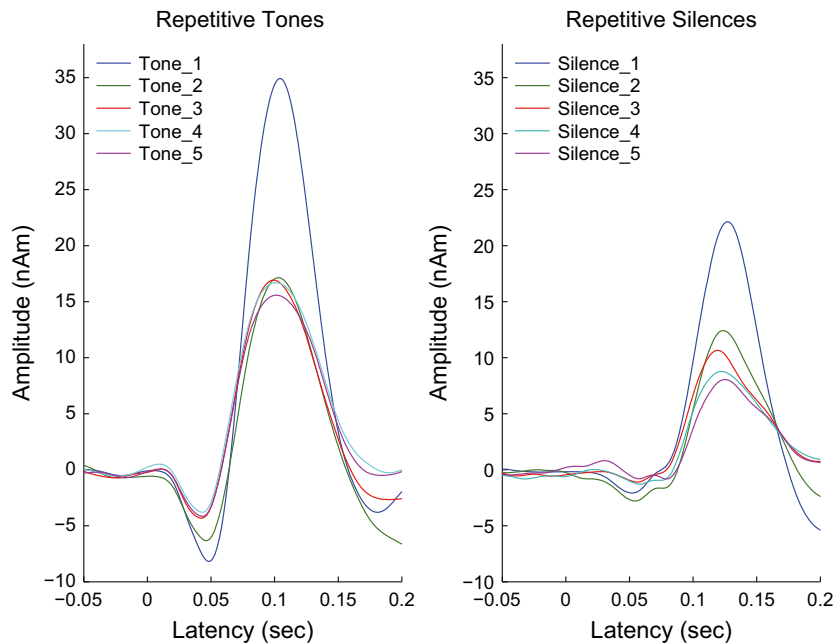 Repetitive Tones
Tone_1
Tone_2
Tone_3
Tone_4
Tone_5
35
30
25
20
15
10
5
0
−5
−10
Amplitude (nAm)
−0.05 0 0.05 0.1 0.15 0.2
Latency (sec)
Repetitive Silences
Silence_1
Silence_2
Silence_3
Silence_4
Silence_5
35
30
25
20
15
10
5
0
−5
−10
Amplitude (nAm)
−0.05 0 0.05 0.1 0.15 0.2
Latency (sec)